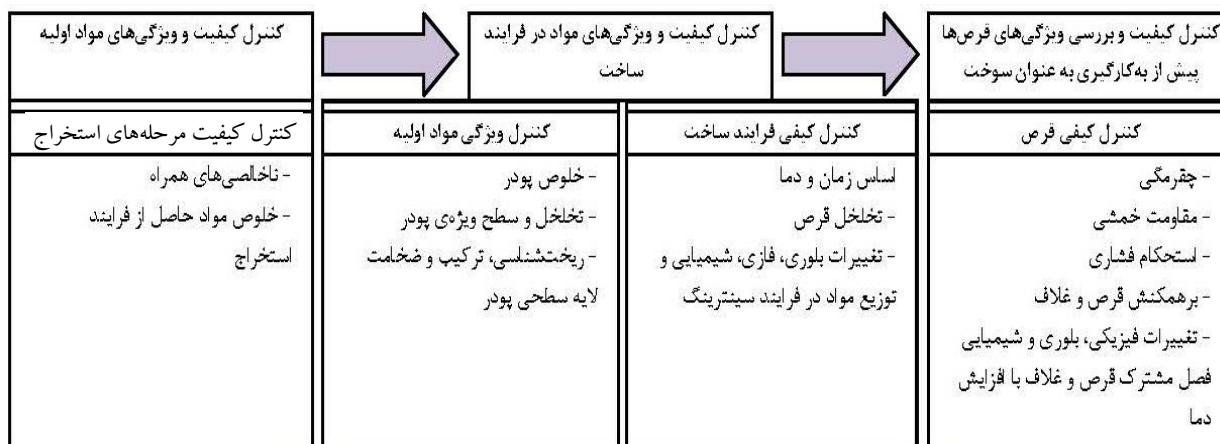 کنترل کیفیت و ویژگی‌های مواد اولیه
کنترل کیفیت و ویژگی‌های مواد در فرایند
ساخت
کنترل کیفیت و بررسی ویژگی‌های قرص‌ها
پیش از به‌کارگیری به عنوان سوخت
کنترل کیفیت مرحله‌های استخراج
- ناخالصی‌های همراه
- خلوص مواد حاصل از فرایند
استخراج
کنترل ویژگی مواد اولیه
- خلوص پودر
- تخلخل و سطح ویژه‌ی پودر
- ریخت‌شناسی، ترکیب و ضخامت
لایه سطحی پودر
کنترل کیفی فرایند ساخت
اساس زمان و دما
- تخلخل قرص
- تغییرات بلوری، فازی، شیمیایی و
توزیع مواد در فرایند سینترینگ
کنترل کیفی قرص
- چقرمگی
- مقاومت خمشی
- استحکام فشاری
- برهمکنش قرص و غلاف
- تغییرات فیزیکی، بلوری و شیمیایی
فصل مشترک قرص و غلاف با افزایش
دما